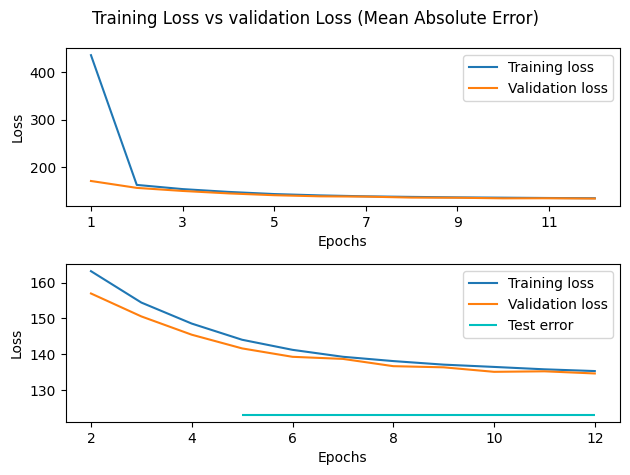 Training Loss vs validation Loss (Mean Absolute Error)
400
300
200
Loss
Training loss
Validation loss
1 3 5 7 9 11
Epochs
160
150
140
130
Loss
Training loss
Validation loss
Test error
2 4 6 8 10 12
Epochs